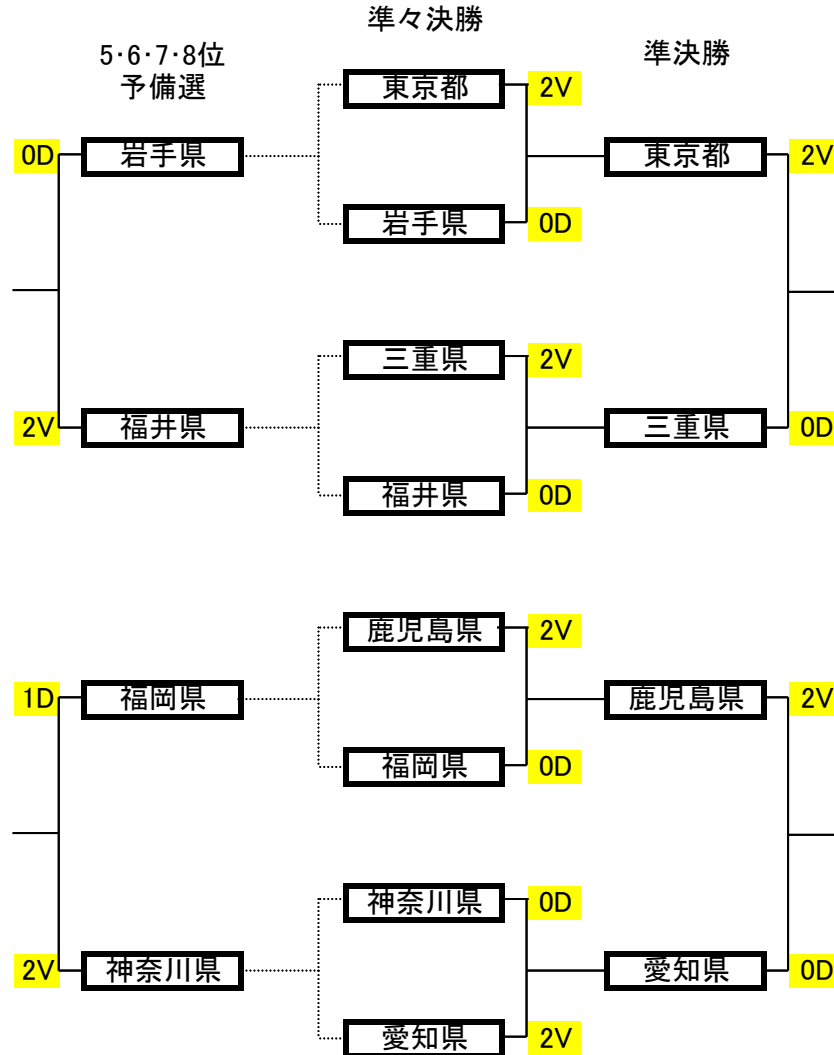 準々決勝
5・6・7・8位
予備選
準決勝
東京都 2V
0D 岩手県 東京都 2V
岩手県 0D
三重県 2V
2V 福井県 三重県 0D
福井県 0D
鹿児島県 2V
1D 福岡県 鹿児島県 2V
福岡県 0D
神奈川県 0D
2V 神奈川県 愛知県 0D
愛知県 2V